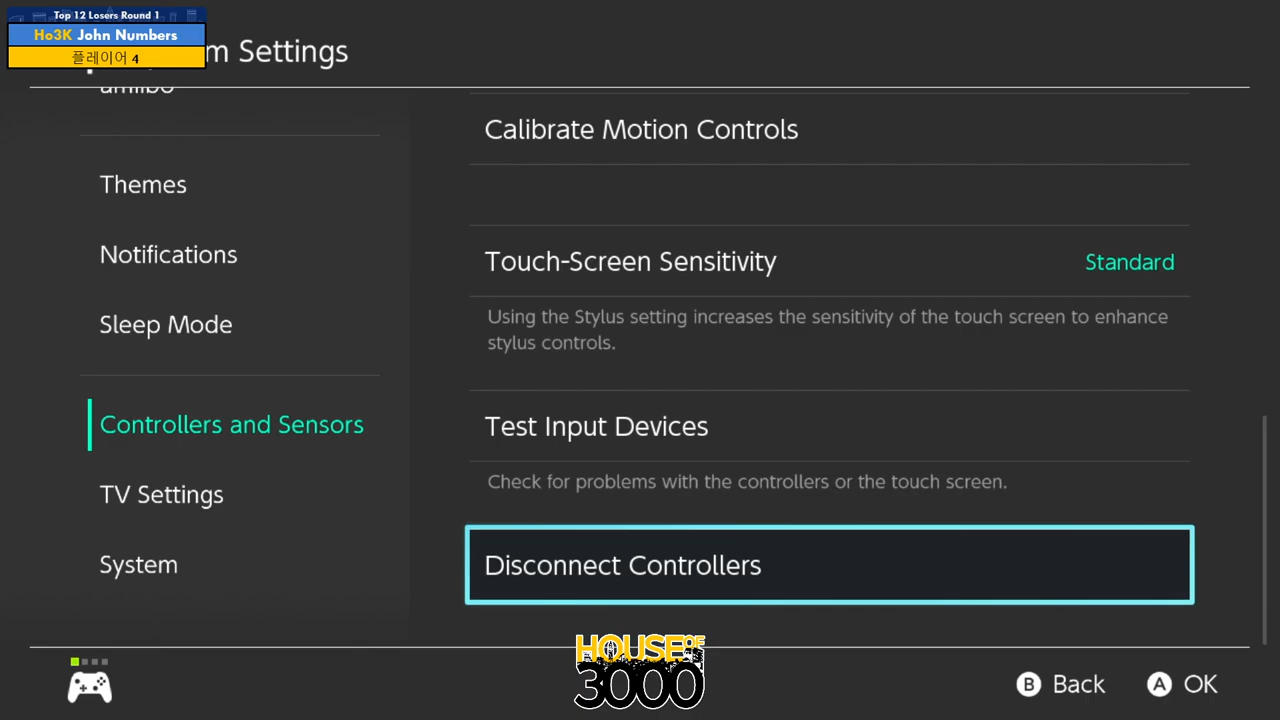 Top 12 Losers Round 1
Ho3K John Numbers
플레이어 4
m Settings
amiibo
Themes
Notifications
Sleep Mode
Controllers and Sensors
TV Settings
System
Calibrate Motion Controls
Touch-Screen Sensitivity Standard
Using the Stylus setting increases the sensitivity of the touch screen to enhance
stylus controls.
Test Input Devices
Check for problems with the controllers or the touch screen.
Disconnect Controllers
HOUSE OF
3000
B Back A OK